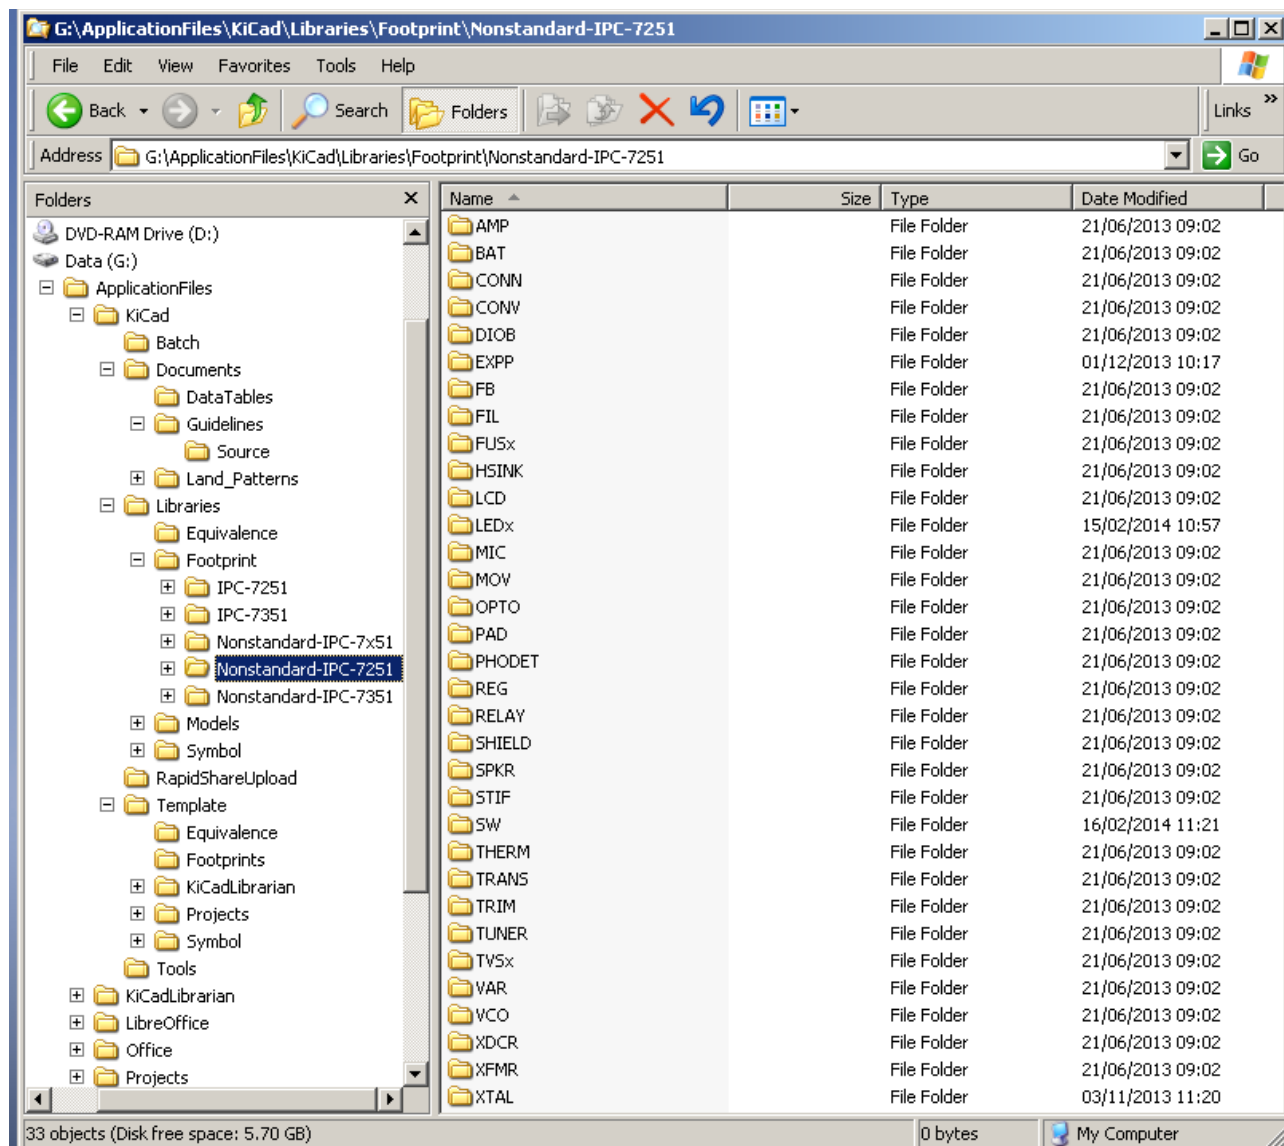 G:\ApplicationFiles\KiCad\Libraries\Footprint\Nonstandard-IPC-7251
File Edit View Favorites Tools Help
Back Search Folders Links »
Address G:\ApplicationFiles\KiCad\Libraries\Footprint\Nonstandard-IPC-7251 Go
Folders
DVD-RAM Drive (D:)
Data (G:)
ApplicationFiles
KiCad
Batch
Documents
DataTables
Guidelines
Source
Land_Patterns
Libraries
Equivalence
Footprint
IPC-7251
IPC-7351
Nonstandard-IPC-7x51
Nonstandard-IPC-7251
Nonstandard-IPC-7351
Models
Symbol
RapidShareUpload
Template
Equivalence
Footprints
KiCadLibrarian
Projects
Symbol
Tools
KiCadLibrarian
LibreOffice
Office
Projects
Name Size Type Date Modified
AMP File Folder 21/06/2013 09:02
BAT File Folder 21/06/2013 09:02
CONN File Folder 21/06/2013 09:02
CONV File Folder 21/06/2013 09:02
DIOB File Folder 21/06/2013 09:02
EXPP File Folder 01/12/2013 10:17
FB File Folder 21/06/2013 09:02
FIL File Folder 21/06/2013 09:02
FUSx File Folder 21/06/2013 09:02
HSINK File Folder 21/06/2013 09:02
LCD File Folder 21/06/2013 09:02
LEDx File Folder 15/02/2014 10:57
MIC File Folder 21/06/2013 09:02
MOV File Folder 21/06/2013 09:02
OPTO File Folder 21/06/2013 09:02
PAD File Folder 21/06/2013 09:02
PHODET File Folder 21/06/2013 09:02
REG File Folder 21/06/2013 09:02
RELAY File Folder 21/06/2013 09:02
SHIELD File Folder 21/06/2013 09:02
SPKR File Folder 21/06/2013 09:02
STIF File Folder 21/06/2013 09:02
SW File Folder 16/02/2014 11:21
THERM File Folder 21/06/2013 09:02
TRANS File Folder 21/06/2013 09:02
TRIM File Folder 21/06/2013 09:02
TUNER File Folder 21/06/2013 09:02
TVSx File Folder 21/06/2013 09:02
VAR File Folder 21/06/2013 09:02
VCO File Folder 21/06/2013 09:02
XDCR File Folder 21/06/2013 09:02
XFMR File Folder 21/06/2013 09:02
XTAL File Folder 03/11/2013 11:20
33 objects (Disk free space: 5.70 GB) 0 bytes My Computer